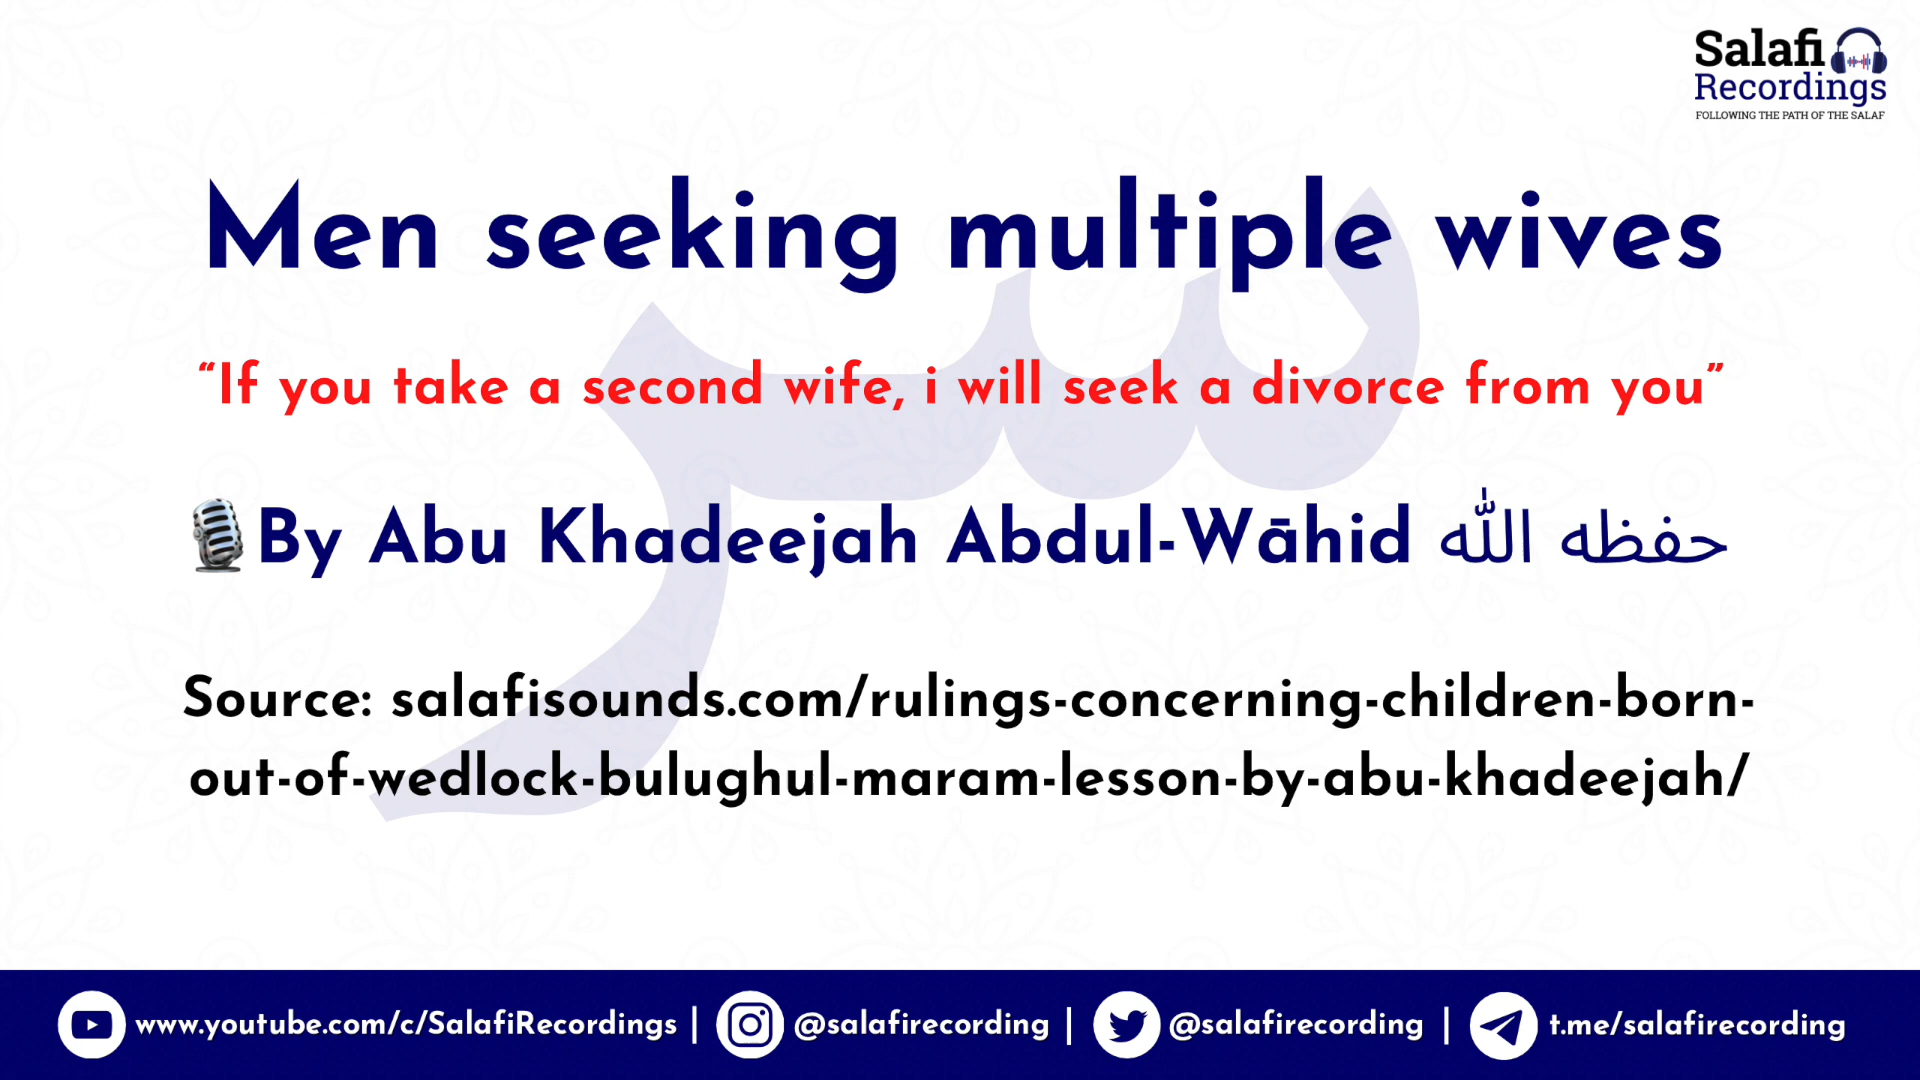 Salafi
Recordings
FOLLOWING THE PATH OF THE SALAF
Men seeking multiple wives
“If you take a second wife, i will seek a divorce from you”
By Abu Khadeejah Abdul-Wāhid حفظه الله
Source: salafisounds.com/rulings-concerning-children-born-
out-of-wedlock-bulughul-maram-lesson-by-abu-khadeejah/
www.youtube.com/c/SalafiRecordings | @salafirecording | @salafirecording | t.me/salafirecording
سر